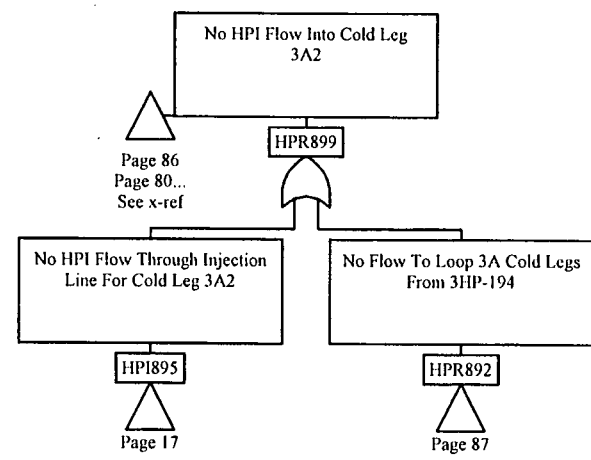 No HPI Flow Into Cold Leg
3A2
HPR899
Page 86
Page 80...
See x-ref
No HPI Flow Through Injection
Line For Cold Leg 3A2
HPI895
Page 17
No Flow To Loop 3A Cold Legs
From 3HP-194
HPR892
Page 87